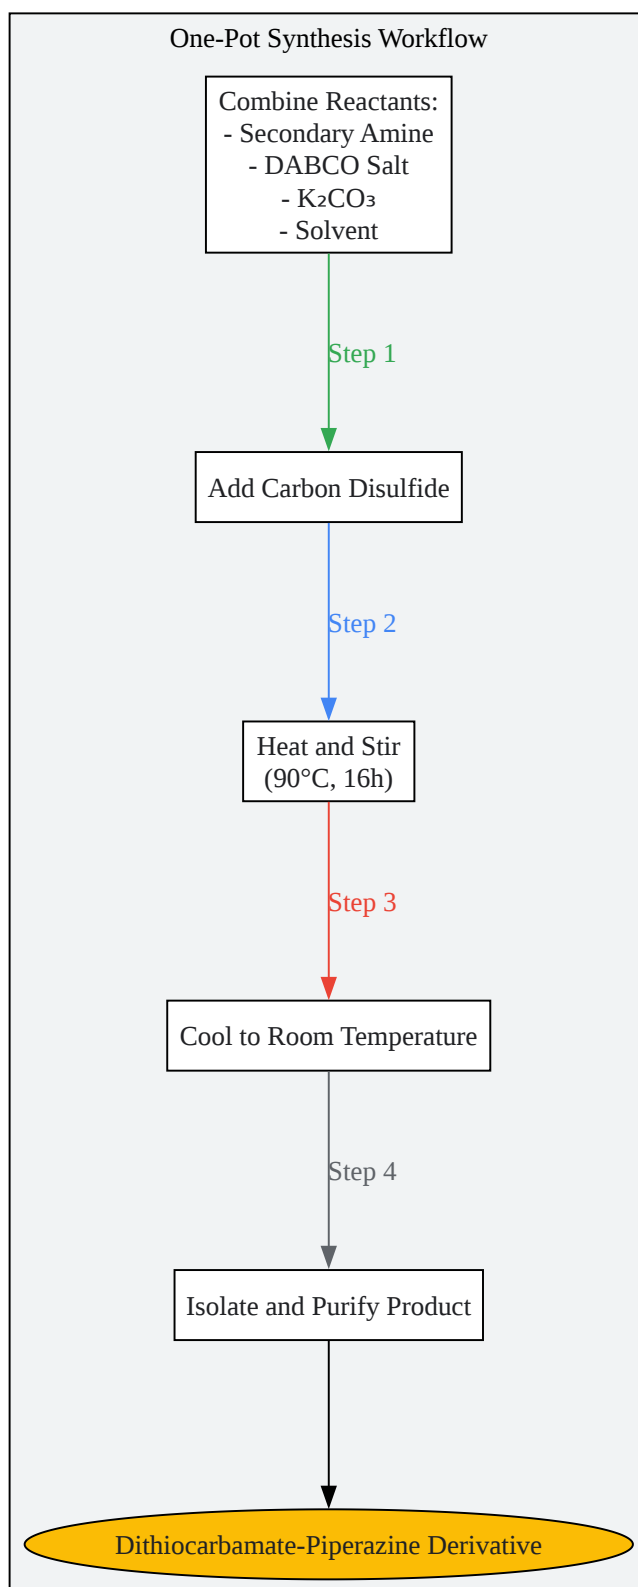 One-Pot Synthesis Workflow
Combine Reactants:
- Secondary Amine
- DABCO Salt
- K₂CO₃
- Solvent
Step 1
Add Carbon Disulfide
Step 2
Heat and Stir
(90°C, 16h)
Step 3
Cool to Room Temperature
Step 4
Isolate and Purify Product
Dithiocarbamate-Piperazine Derivative